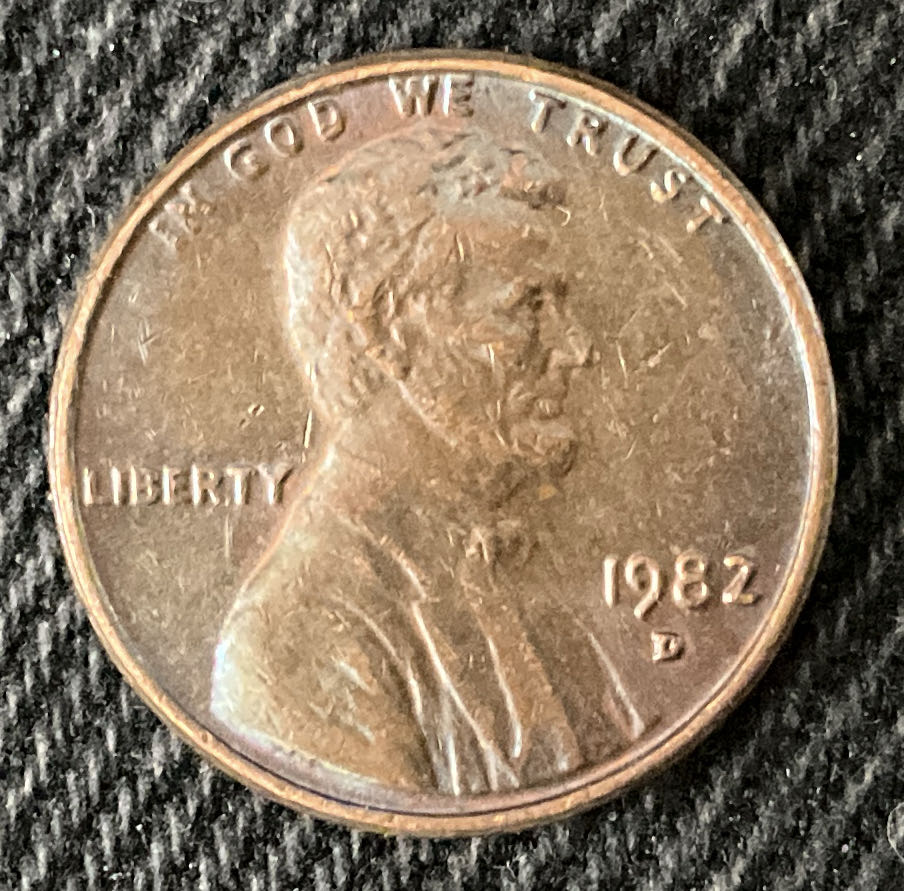 IN GOD WE TRUST
LIBERTY
1982
D